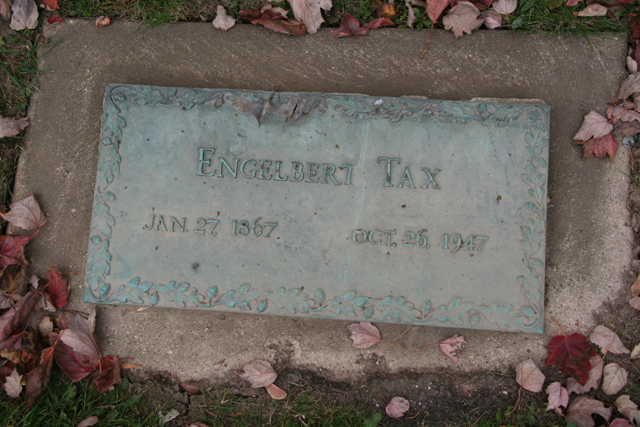 Engelbert Tax
Jan. 27, 1867 Oct. 26, 1947